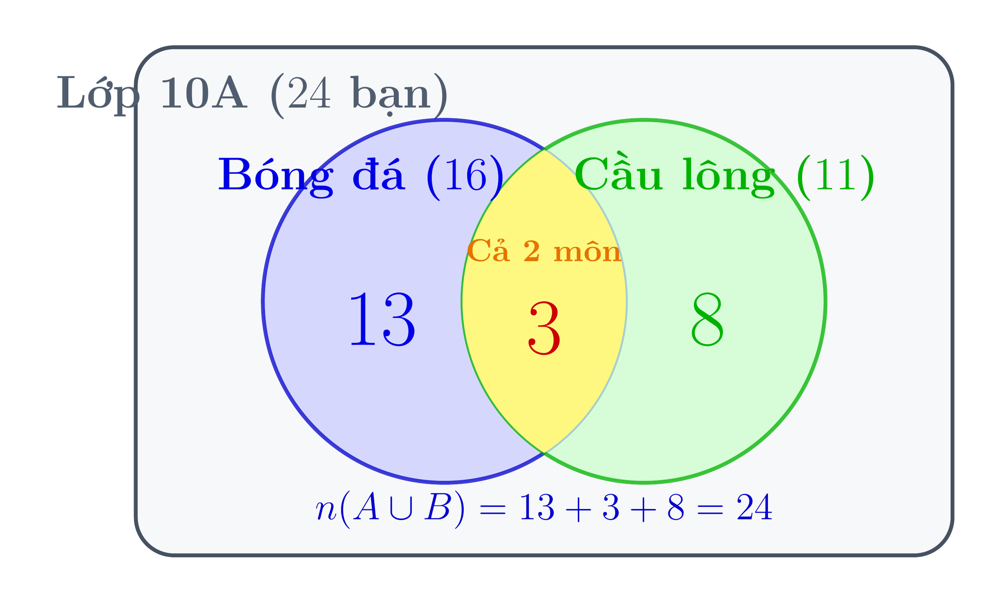 Lớp 10A (24 bạn)
Bóng đá (16)
Cầu lông (11)
Cả 2 môn
13
3
8
n(A ∪ B) = 13 + 3 + 8 = 24